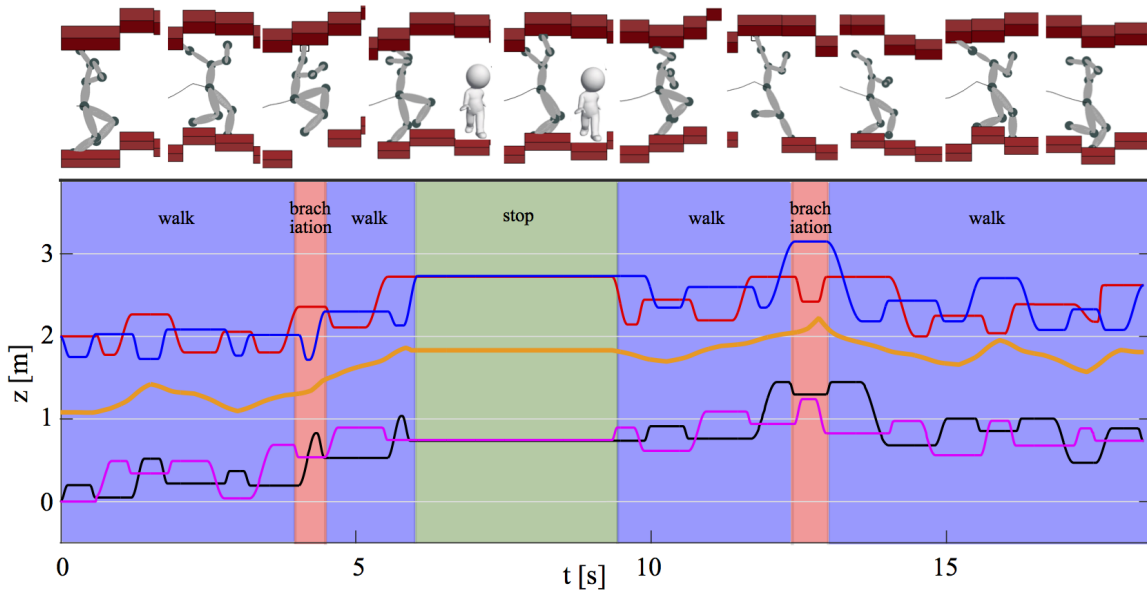 walk
brach
iation
walk
stop
walk
brach
iation
walk
3
2
1
0
z [m]
0
5
10
15
t [s]